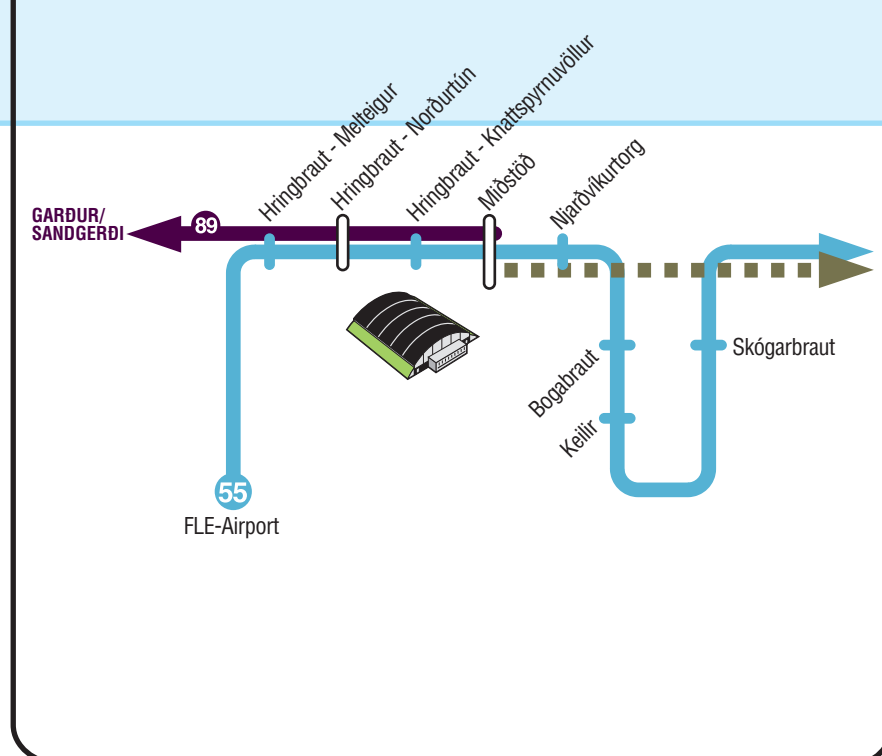 Hringbraut - Melteigur
Hringbraut - Norðurtún
Hringbraut - Knattspyrnuvöllur
Miðstöð
Njarðvíkurtorg
GARÐUR/
SANDGERÐI
89
Bogabraut
Skógarbraut
Keilir
55
FLE-Airport